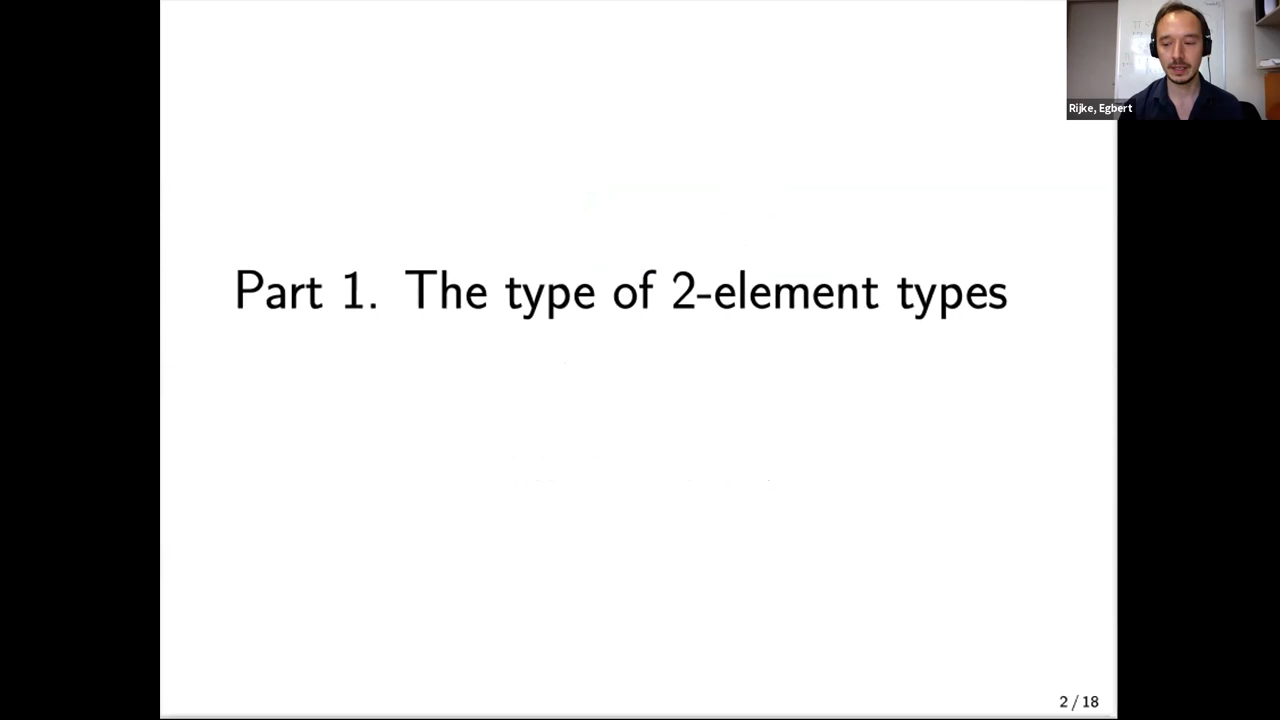 Rijke, Egbert
Part 1. The type of 2-element types
2 / 18